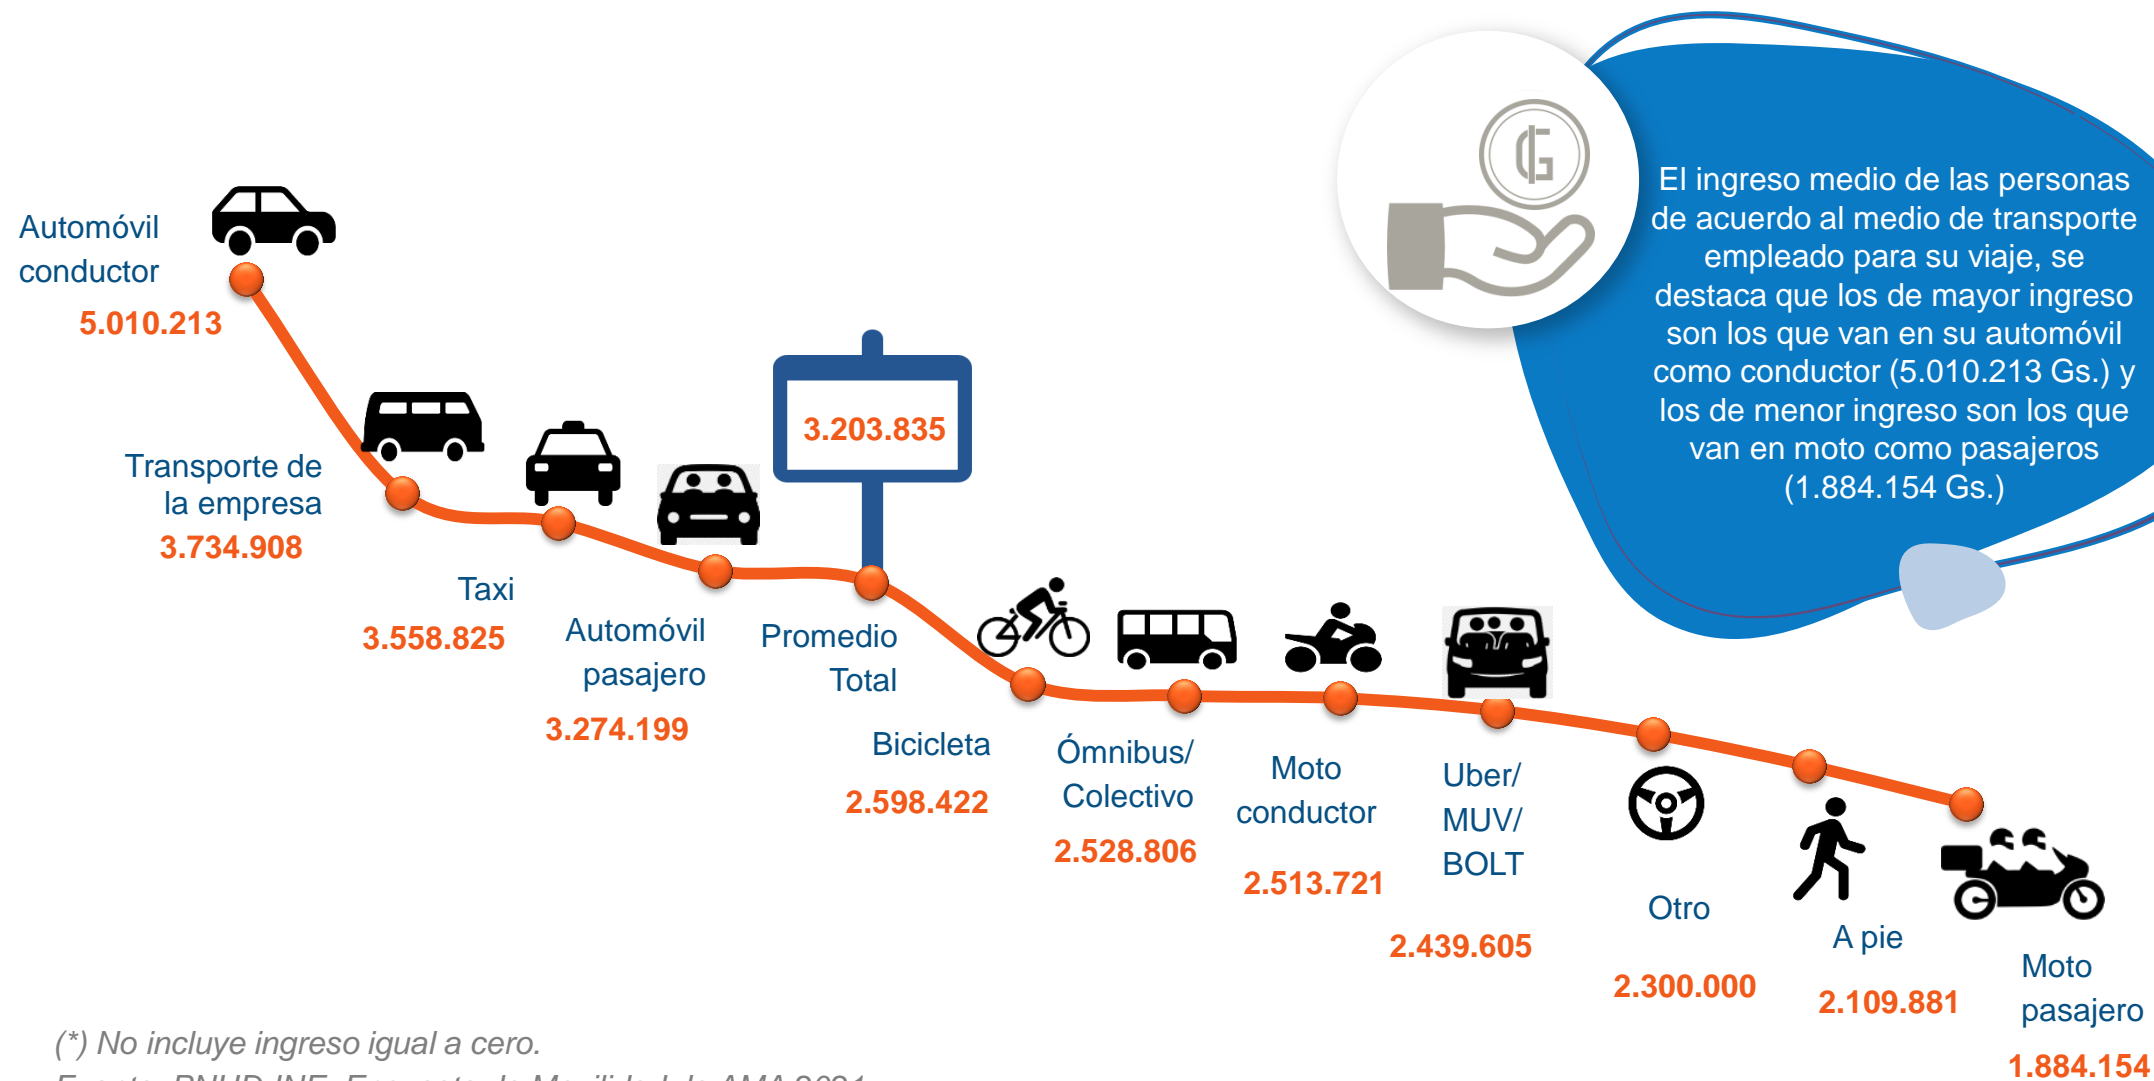 Automóvil
conductor
5.010.213
Transporte de
la empresa
3.734.908
Taxi
3.558.825
Automóvil
pasajero
3.274.199
3.203.835
Promedio
Total
Bicicleta
2.598.422
Ómnibus/
Colectivo
2.528.806
Moto
conductor
2.513.721
Uber/
MUV/
BOLT
2.439.605
Otro
2.300.000
A pie
2.109.881
Moto
pasajero
1.884.154
El ingreso medio de las personas
de acuerdo al medio de transporte
empleado para su viaje, se
destaca que los de mayor ingreso
son los que van en su automóvil
como conductor (5.010.213 Gs.) y
los de menor ingreso son los que
van en moto como pasajeros
(1.884.154 Gs.)
(*) No incluye ingreso igual a cero.